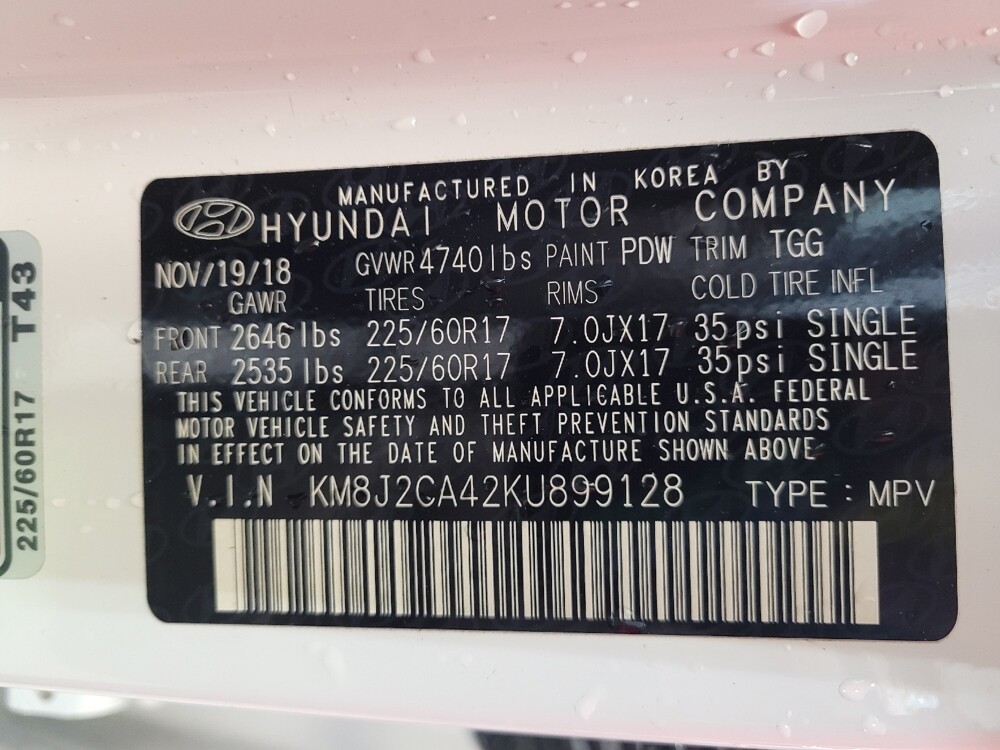 MANUFACTURED IN KOREA BY
HYUNDAI MOTOR COMPANY
NOV/19/18 GVWR 4740 lbs PAINT PDW TRIM TGG
GAWR TIRES RIMS COLD TIRE INFL
FRONT 2646 lbs 225/60R17 7.0JX17 35psi SINGLE
REAR 2535 lbs 225/60R17 7.0JX17 35psi SINGLE
THIS VEHICLE CONFORMS TO ALL APPLICABLE U.S.A. FEDERAL
MOTOR VEHICLE SAFETY AND THEFT PREVENTION STANDARDS
IN EFFECT ON THE DATE OF MANUFACTURE SHOWN ABOVE
V.I.N KM8J2CA42KU899128 TYPE : MPV
225/60R17 T43